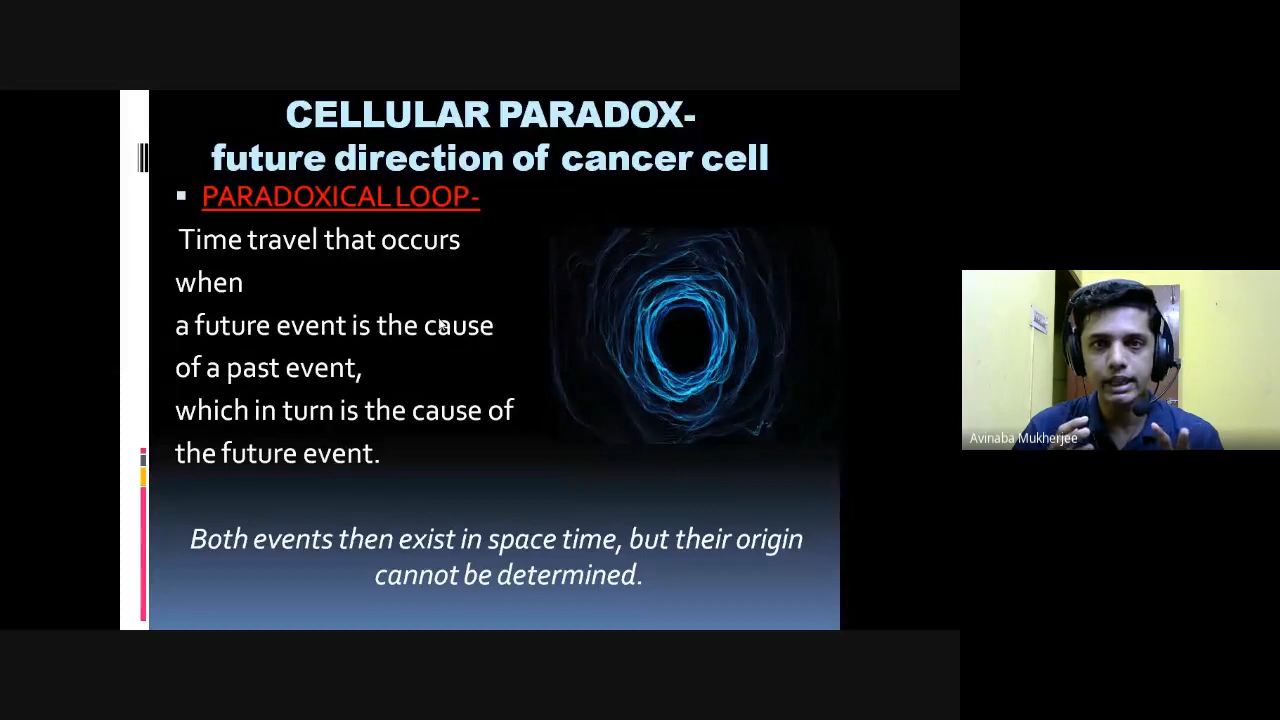 CELLULAR PARADOX-
future direction of cancer cell
PARADOXICAL LOOP-
Time travel that occurs
when
a future event is the cause
of a past event,
which in turn is the cause of
the future event.
Both events then exist in space time, but their origin
cannot be determined.
Avinaba Mukherjee